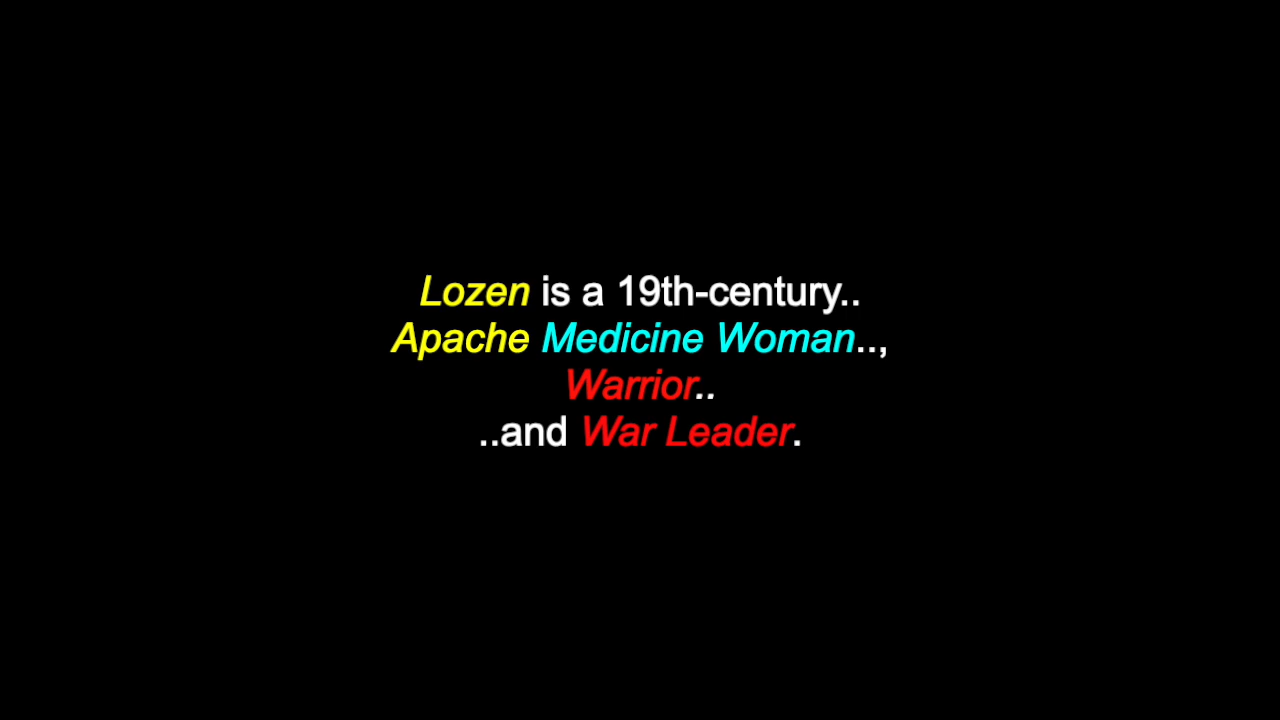 Lozen is a 19th-century..
Apache Medicine Woman..,
Warrior..
..and War Leader.